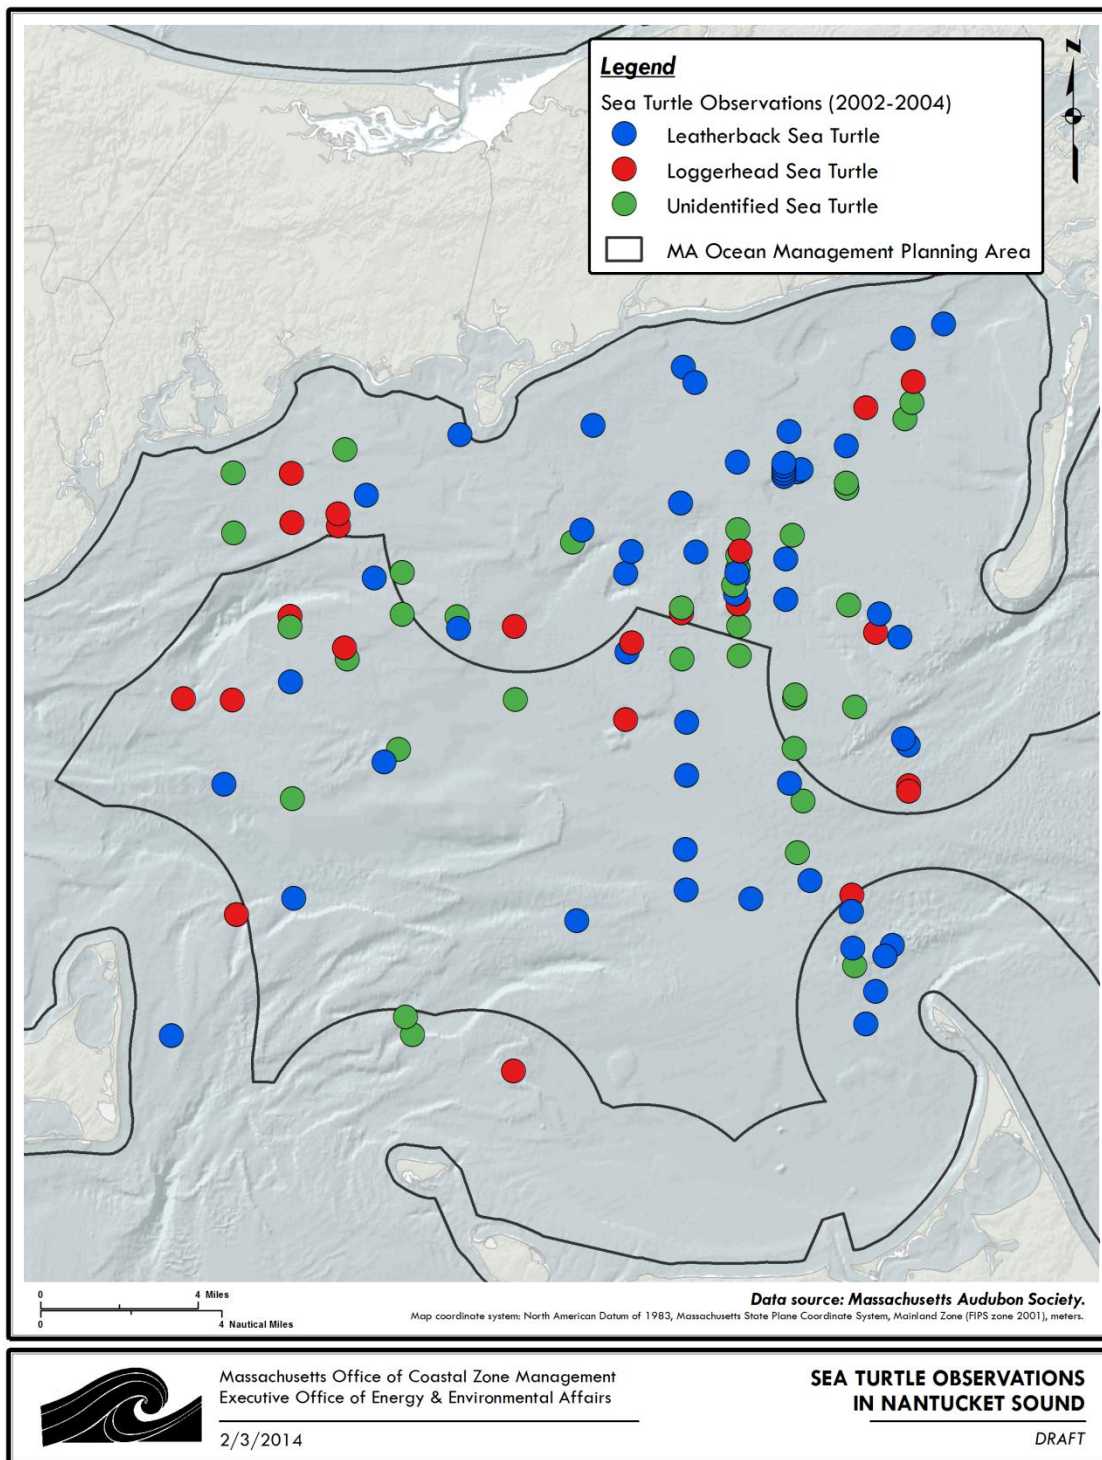 Legend
Sea Turtle Observations (2002-2004)
Leatherback Sea Turtle
Loggerhead Sea Turtle
Unidentified Sea Turtle
MA Ocean Management Planning Area
N
0 4 Miles
0 4 Nautical Miles
Data source: Massachusetts Audubon Society.
Map coordinate system: North American Datum of 1983, Massachusetts State Plane Coordinate System, Mainland Zone (FIPS zone 2001), meters.
Massachusetts Office of Coastal Zone Management
Executive Office of Energy & Environmental Affairs
2/3/2014
SEA TURTLE OBSERVATIONS
IN NANTUCKET SOUND
DRAFT